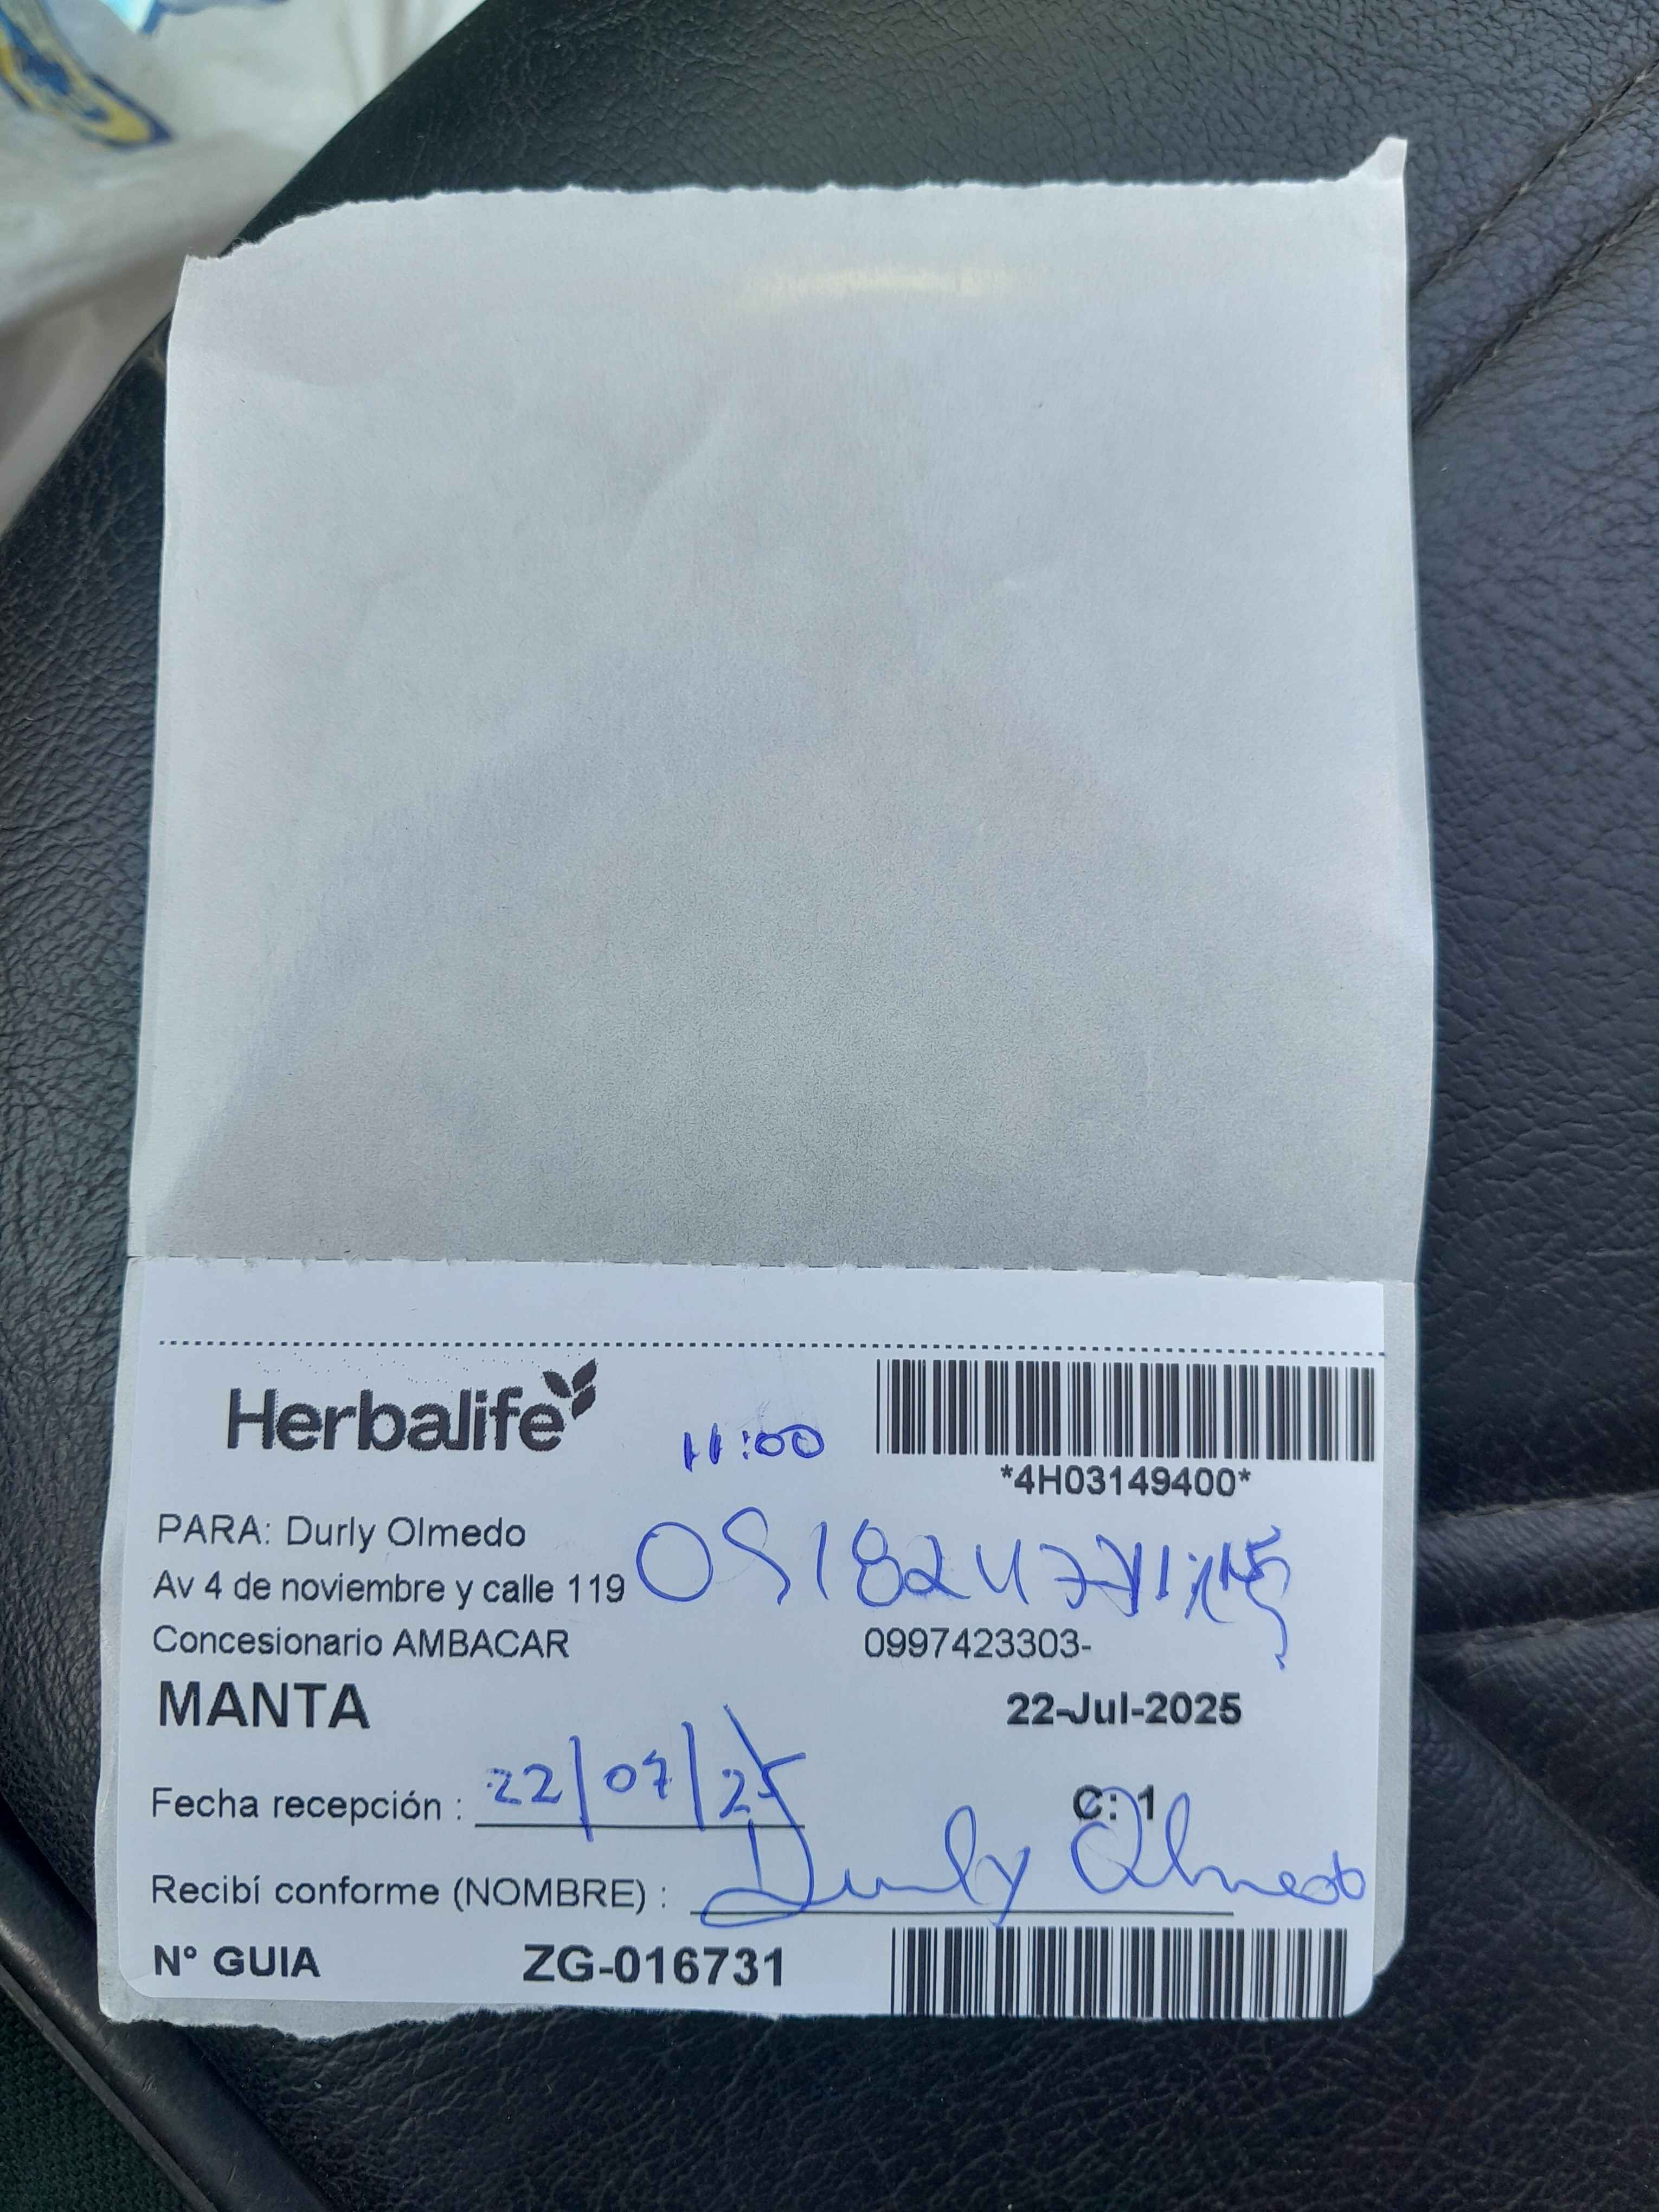 Herbalife
11:00
*4H03149400*
PARA: Durly Olmedo
Av 4 de noviembre y calle 119
Concesionario AMBACAR
0997423303-
MANTA
22-Jul-2025
Fecha recepción : 22/07/25
C: 1
Recibí conforme (NOMBRE) : Durly Olmedo
N° GUIA ZG-016731